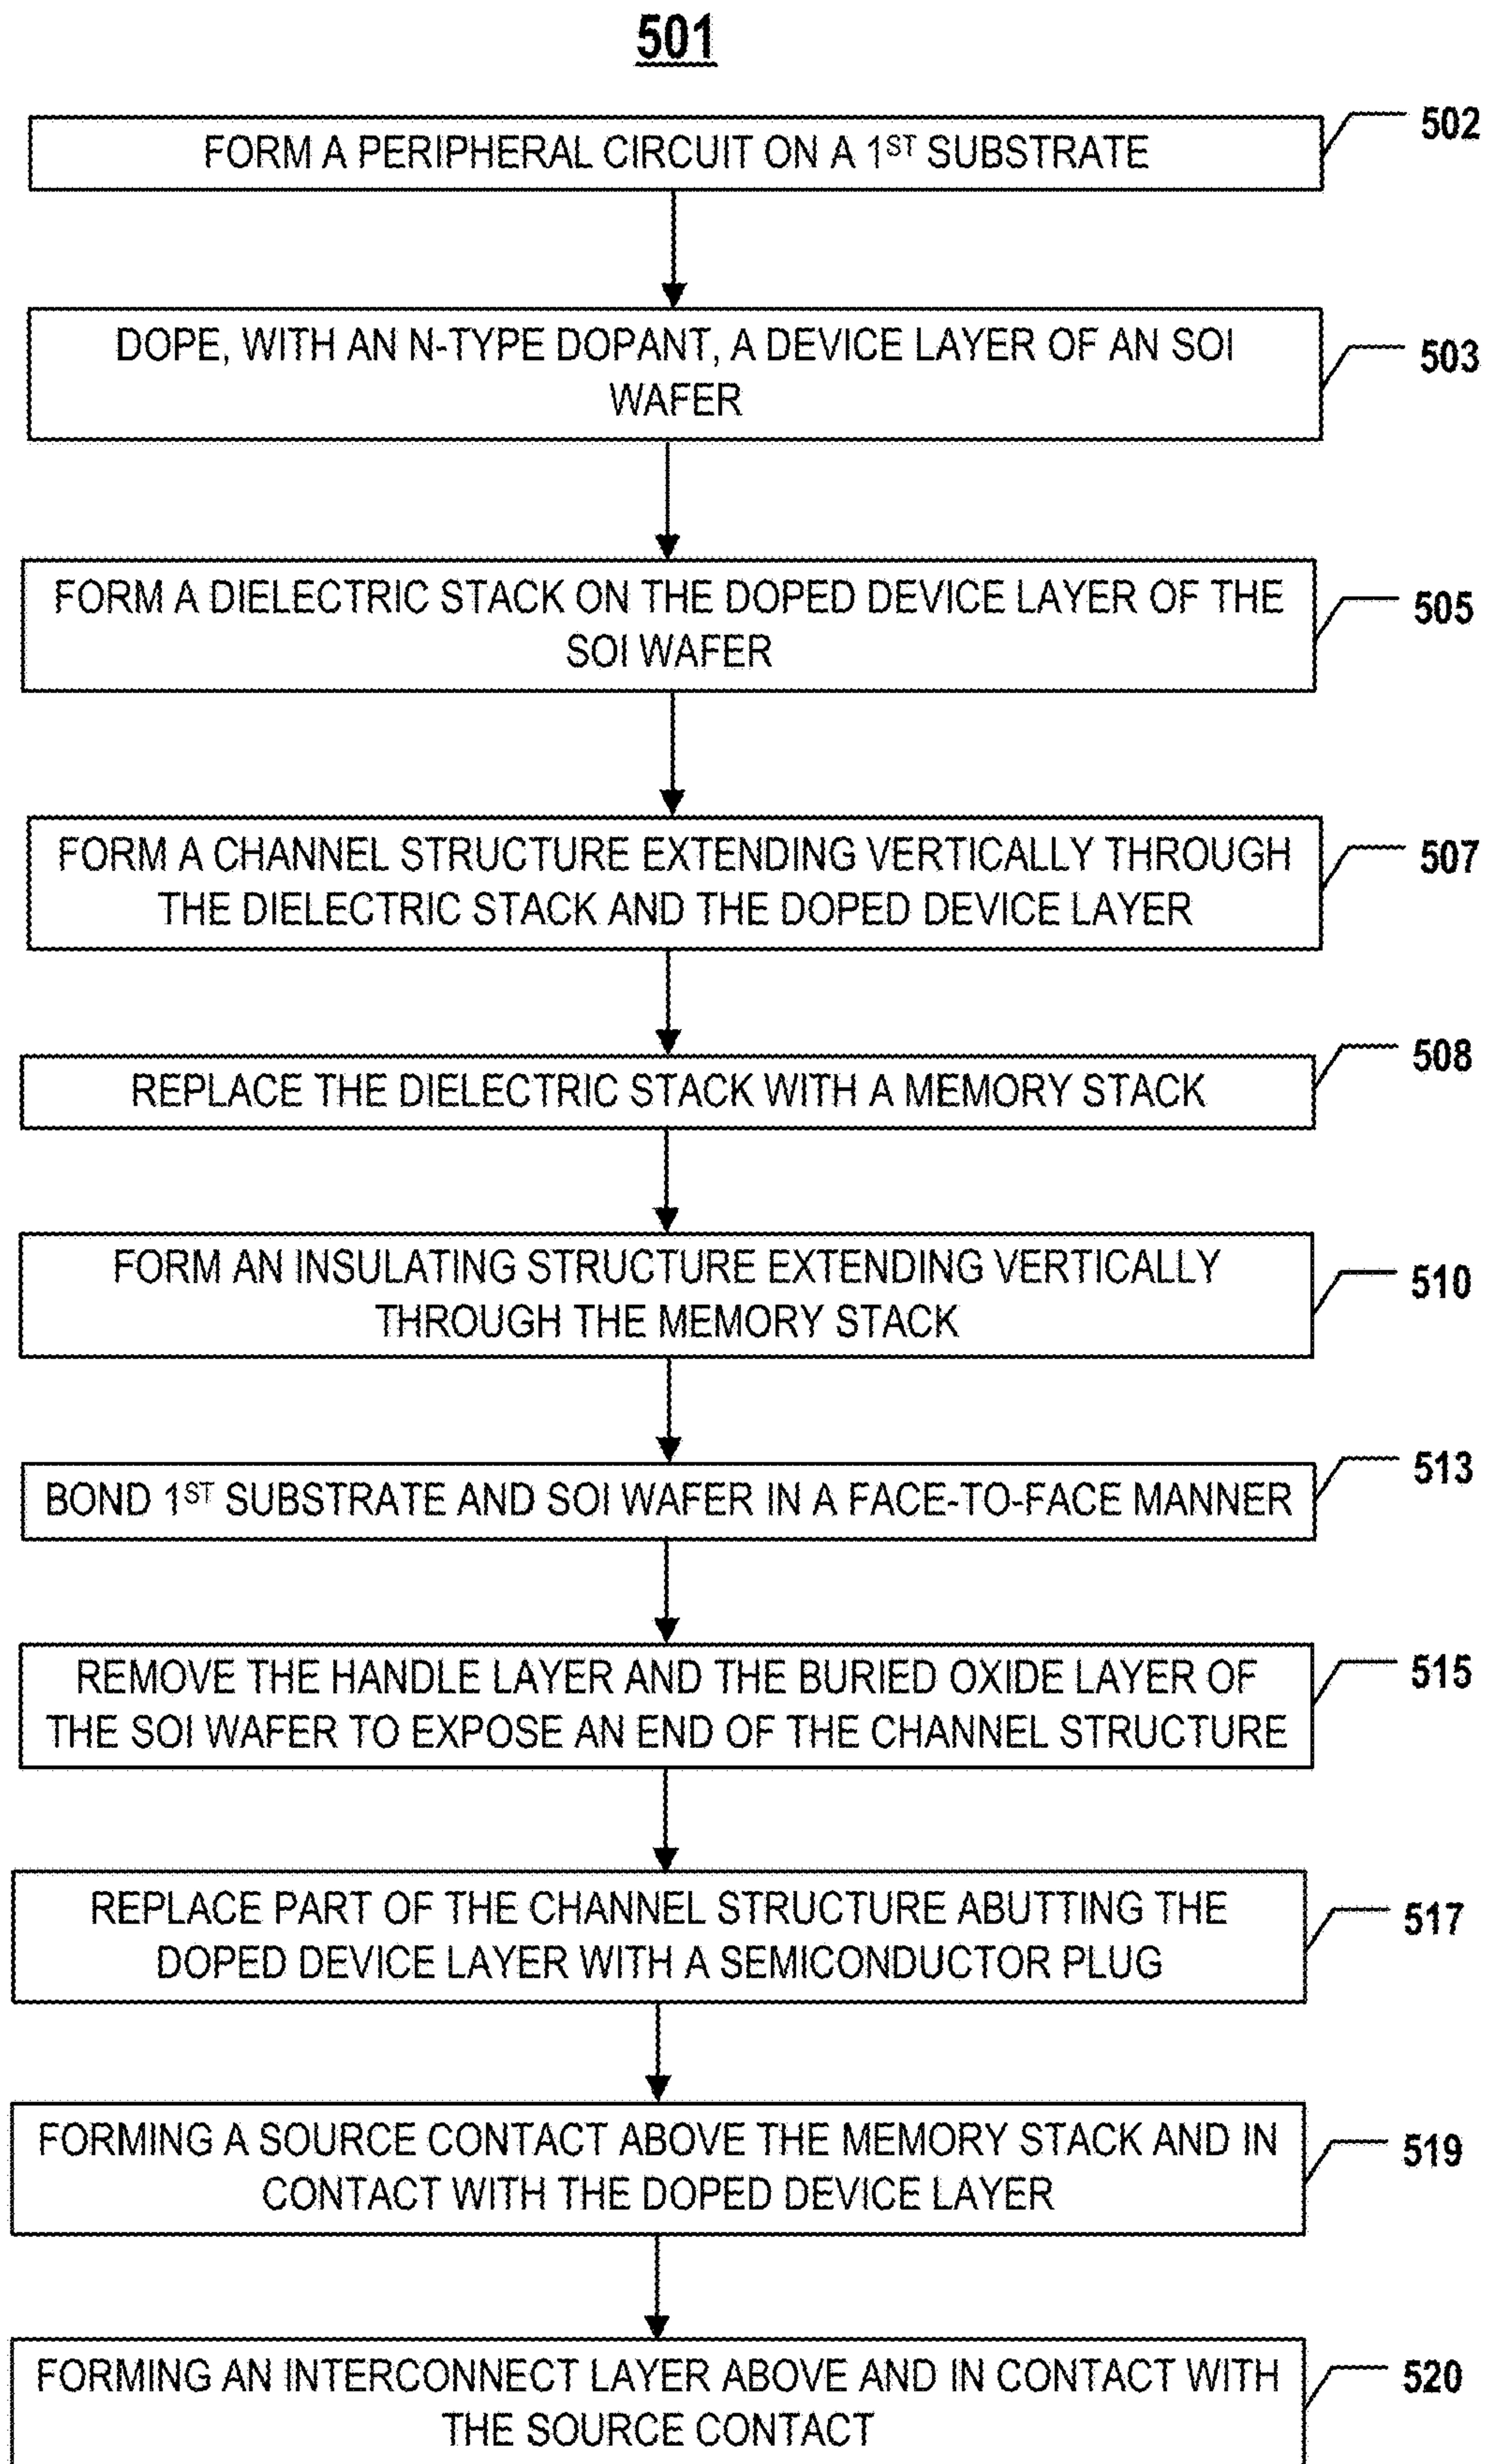 501
FORM A PERIPHERAL CIRCUIT ON A 1ST SUBSTRATE
502
DOPE, WITH AN N-TYPE DOPANT, A DEVICE LAYER OF AN SOI
WAFER
503
FORM A DIELECTRIC STACK ON THE DOPED DEVICE LAYER OF THE
SOI WAFER
505
FORM A CHANNEL STRUCTURE EXTENDING VERTICALLY THROUGH
THE DIELECTRIC STACK AND THE DOPED DEVICE LAYER
507
REPLACE THE DIELECTRIC STACK WITH A MEMORY STACK
508
FORM AN INSULATING STRUCTURE EXTENDING VERTICALLY
THROUGH THE MEMORY STACK
510
BOND 1ST SUBSTRATE AND SOI WAFER IN A FACE-TO-FACE MANNER
513
REMOVE THE HANDLE LAYER AND THE BURIED OXIDE LAYER OF
THE SOI WAFER TO EXPOSE AN END OF THE CHANNEL STRUCTURE
515
REPLACE PART OF THE CHANNEL STRUCTURE ABUTTING THE
DOPED DEVICE LAYER WITH A SEMICONDUCTOR PLUG
517
FORMING A SOURCE CONTACT ABOVE THE MEMORY STACK AND IN
CONTACT WITH THE DOPED DEVICE LAYER
519
FORMING AN INTERCONNECT LAYER ABOVE AND IN CONTACT WITH
THE SOURCE CONTACT
520